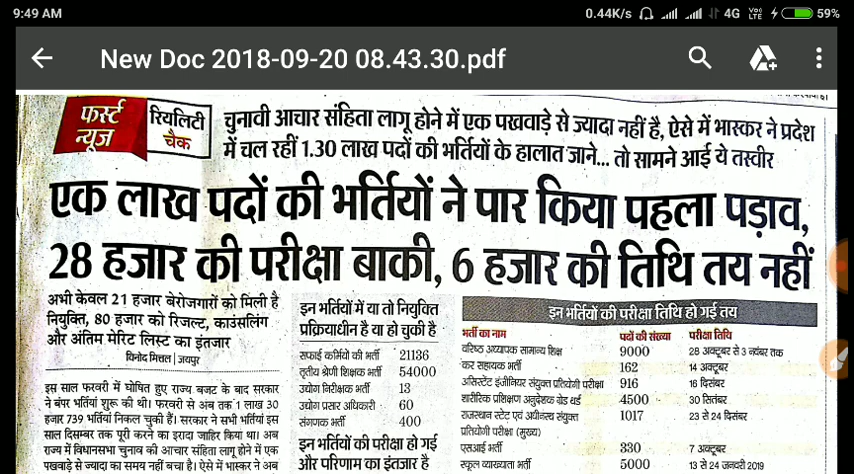 9:49 AM
0.44K/s 4G VoLTE 59%
New Doc 2018-09-20 08.43.30.pdf
फर्स्ट न्यूज
रियलिटी चैक
चुनावी आचार संहिता लागू होने में एक पखवाड़े से ज्यादा नहीं है, ऐसे में भास्कर ने प्रदेश
में चल रहीं 1.30 लाख पदों की भर्तियों के हालात जाने... तो सामने आई ये तस्वीर
एक लाख पदों की भर्तियों ने पार किया पहला पड़ाव,
28 हजार की परीक्षा बाकी, 6 हजार की तिथि तय नहीं
अभी केवल 21 हजार बेरोजगारों को मिली है
नियुक्ति, 80 हजार को रिजल्ट, काउंसलिंग
और अंतिम मेरिट लिस्ट का इंतजार
विनोद मित्तल | जयपुर
इस साल फरवरी में घोषित हुए राज्य बजट के बाद सरकार
ने बंपर भर्तियां शुरू की थी। फरवरी से अब तक 1 लाख 30
हजार 739 भर्तियां निकल चुकी हैं। सरकार ने सभी भर्तियां इस
साल दिसम्बर तक पूरी करने का इरादा जाहिर किया था। अब
राज्य में विधानसभा चुनाव की आचार संहिता लागू होने में एक
पखवाड़े से ज्यादा का समय नहीं बचा है। ऐसे में भास्कर ने अब
इन भर्तियों में या तो नियुक्ति
प्रक्रियाधीन है या हो चुकी है
सफाई कर्मियों की भर्ती 21136
तृतीय श्रेणी शिक्षक भर्ती 54000
उद्योग निरीक्षक भर्ती 13
उद्योग प्रसार अधिकारी 60
संगणक भर्ती 400
इन भर्तियों की परीक्षा हो गई
और परिणाम का इंतजार है
इन भर्तियों की परीक्षा तिथि हो गई तय
भर्ती का नाम पदों की संख्या परीक्षा तिथि
वरिष्ठ अध्यापक सामान्य शिक्ष 9000 28 अक्टूबर से 3 नवंबर तक
कर सहायक भर्ती 162 14 अक्टूबर
असिस्टेंट इंजीनियर संयुक्त प्रतियोगी परीक्षा 916 16 दिसंबर
शारीरिक प्रशिक्षण अनुदेशक ग्रेड थर्ड 4500 30 सितंबर
राजस्थान स्टेट एवं अधीनस्थ संयुक्त 1017 23 से 24 दिसंबर
प्रतियोगी परीक्षा (मुख्य)
एसआई भर्ती 330 7 अक्टूबर
स्कूल व्याख्याता भर्ती 5000 13 से 24 जनवरी 2019